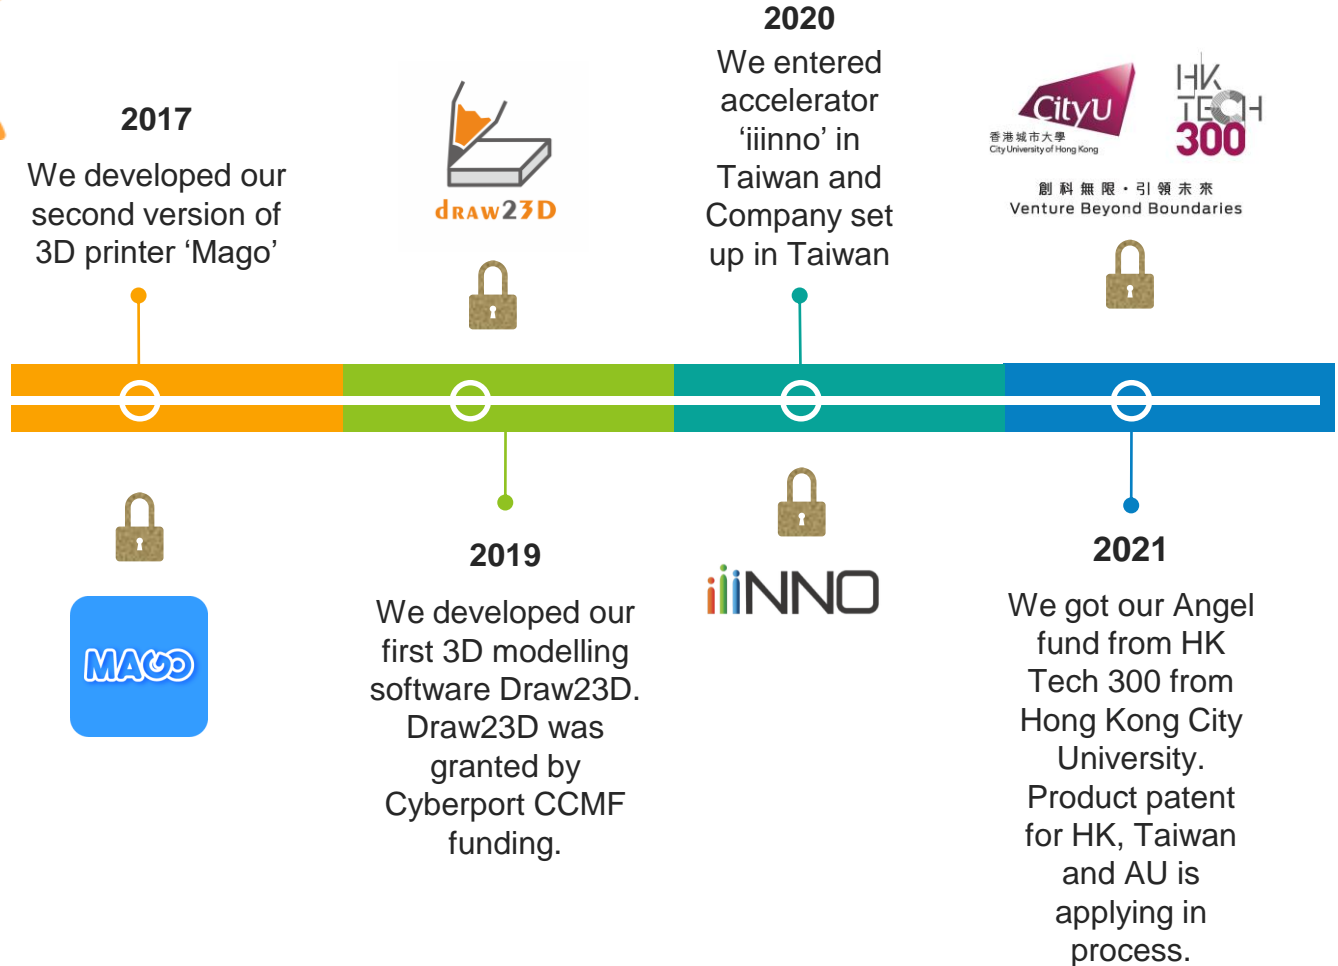 2017
We developed our
second version of
3D printer ‘Mago’
MAGO
dRAW23D
2019
We developed our
first 3D modelling
software Draw23D.
Draw23D was
granted by
Cyberport CCMF
funding.
2020
We entered
accelerator
‘iiinno’ in
Taiwan and
Company set
up in Taiwan
iiiNNO
CityU
香港城市大學
City University of Hong Kong
HK
TECH
300
創科無限・引領未來
Venture Beyond Boundaries
2021
We got our Angel
fund from HK
Tech 300 from
Hong Kong City
University.
Product patent
for HK, Taiwan
and AU is
applying in
process.